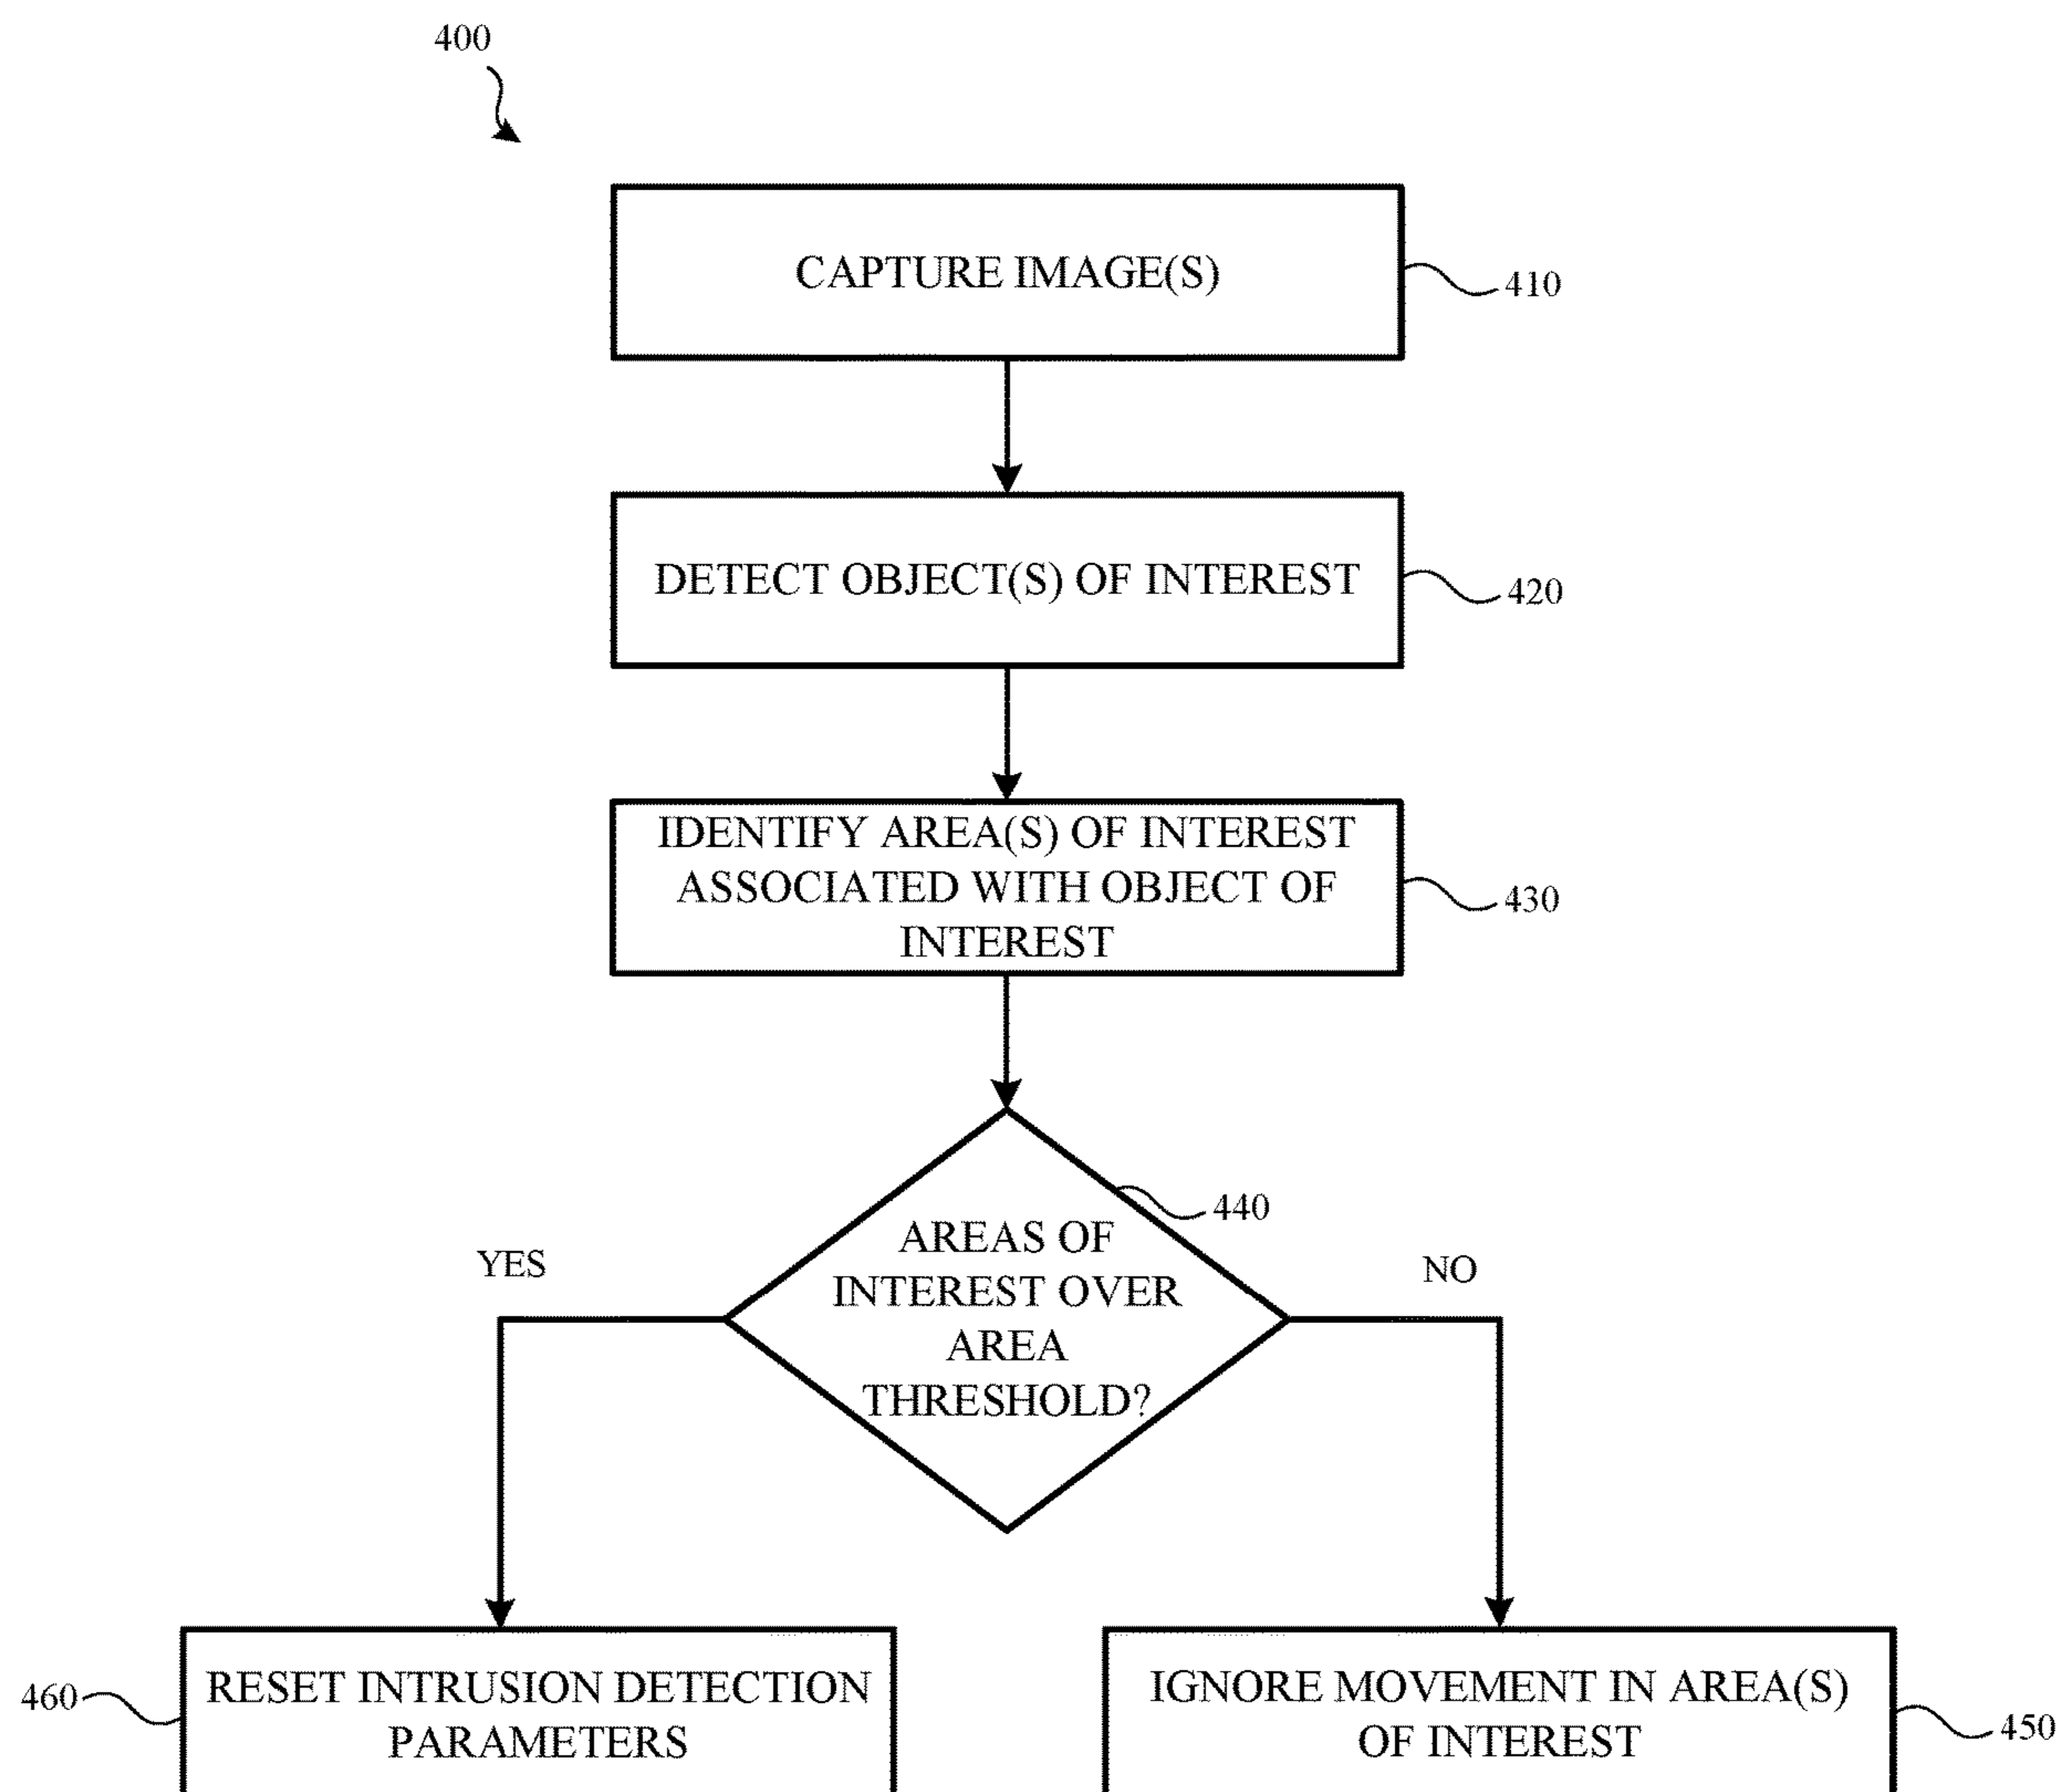 400
CAPTURE IMAGE(S)
410
DETECT OBJECT(S) OF INTEREST
420
IDENTIFY AREA(S) OF INTEREST
ASSOCIATED WITH OBJECT OF
INTEREST
430
440
AREAS OF
INTEREST OVER
AREA
THRESHOLD?
YES
NO
460
RESET INTRUSION DETECTION
PARAMETERS
IGNORE MOVEMENT IN AREA(S)
OF INTEREST
450